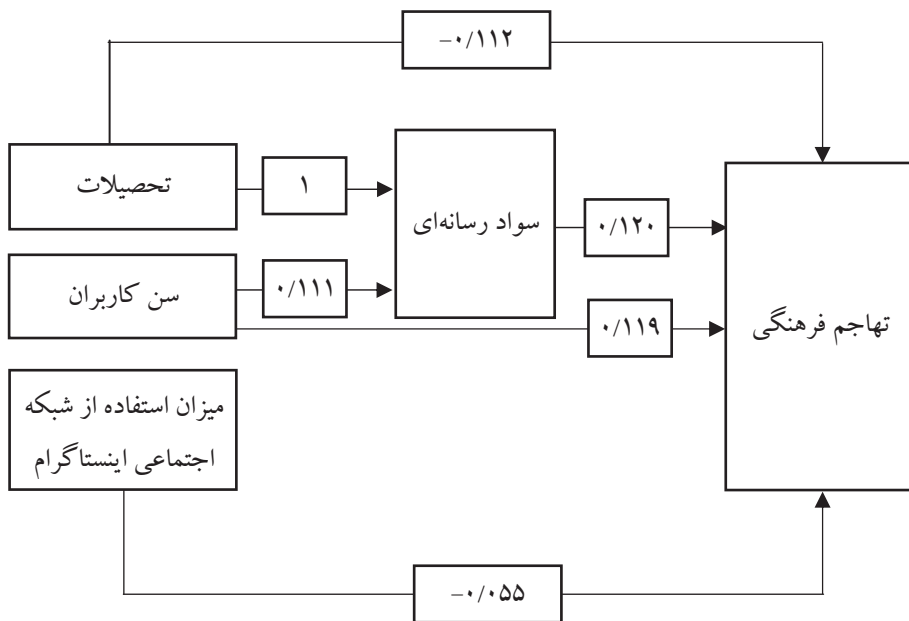 -۰/۱۱۲
تحصیلات
۱
سواد رسانه‌ای
۰/۱۲۰
سن کاربران
۰/۱۱۱
۰/۱۱۹
تهاجم فرهنگی
میزان استفاده از شبکه
اجتماعی اینستاگرام
-۰/۰۵۵